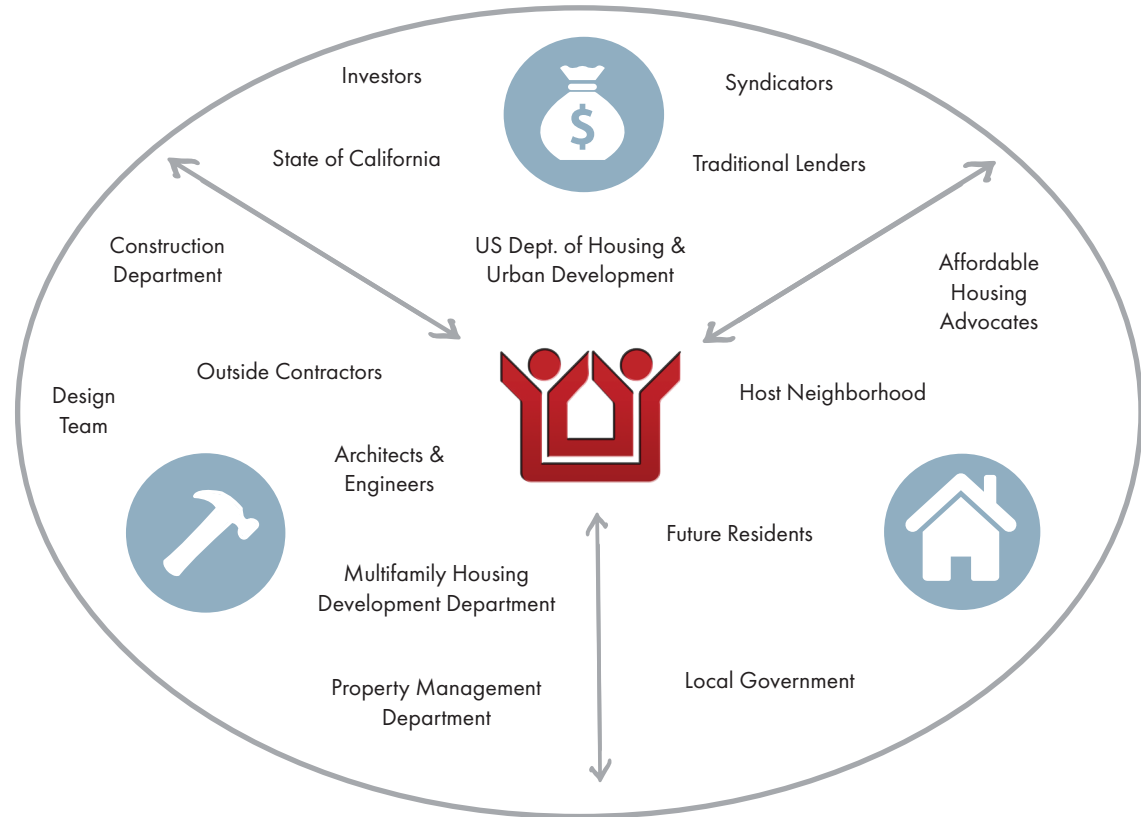 Investors
Syndicators
$
State of California
Traditional Lenders
US Dept. of Housing &
Urban Development
Construction
Department
Outside Contractors
Design
Team
Architects &
Engineers
Multifamily Housing
Development Department
Property Management
Department
Affordable
Housing
Advocates
Host Neighborhood
Future Residents
Local Government